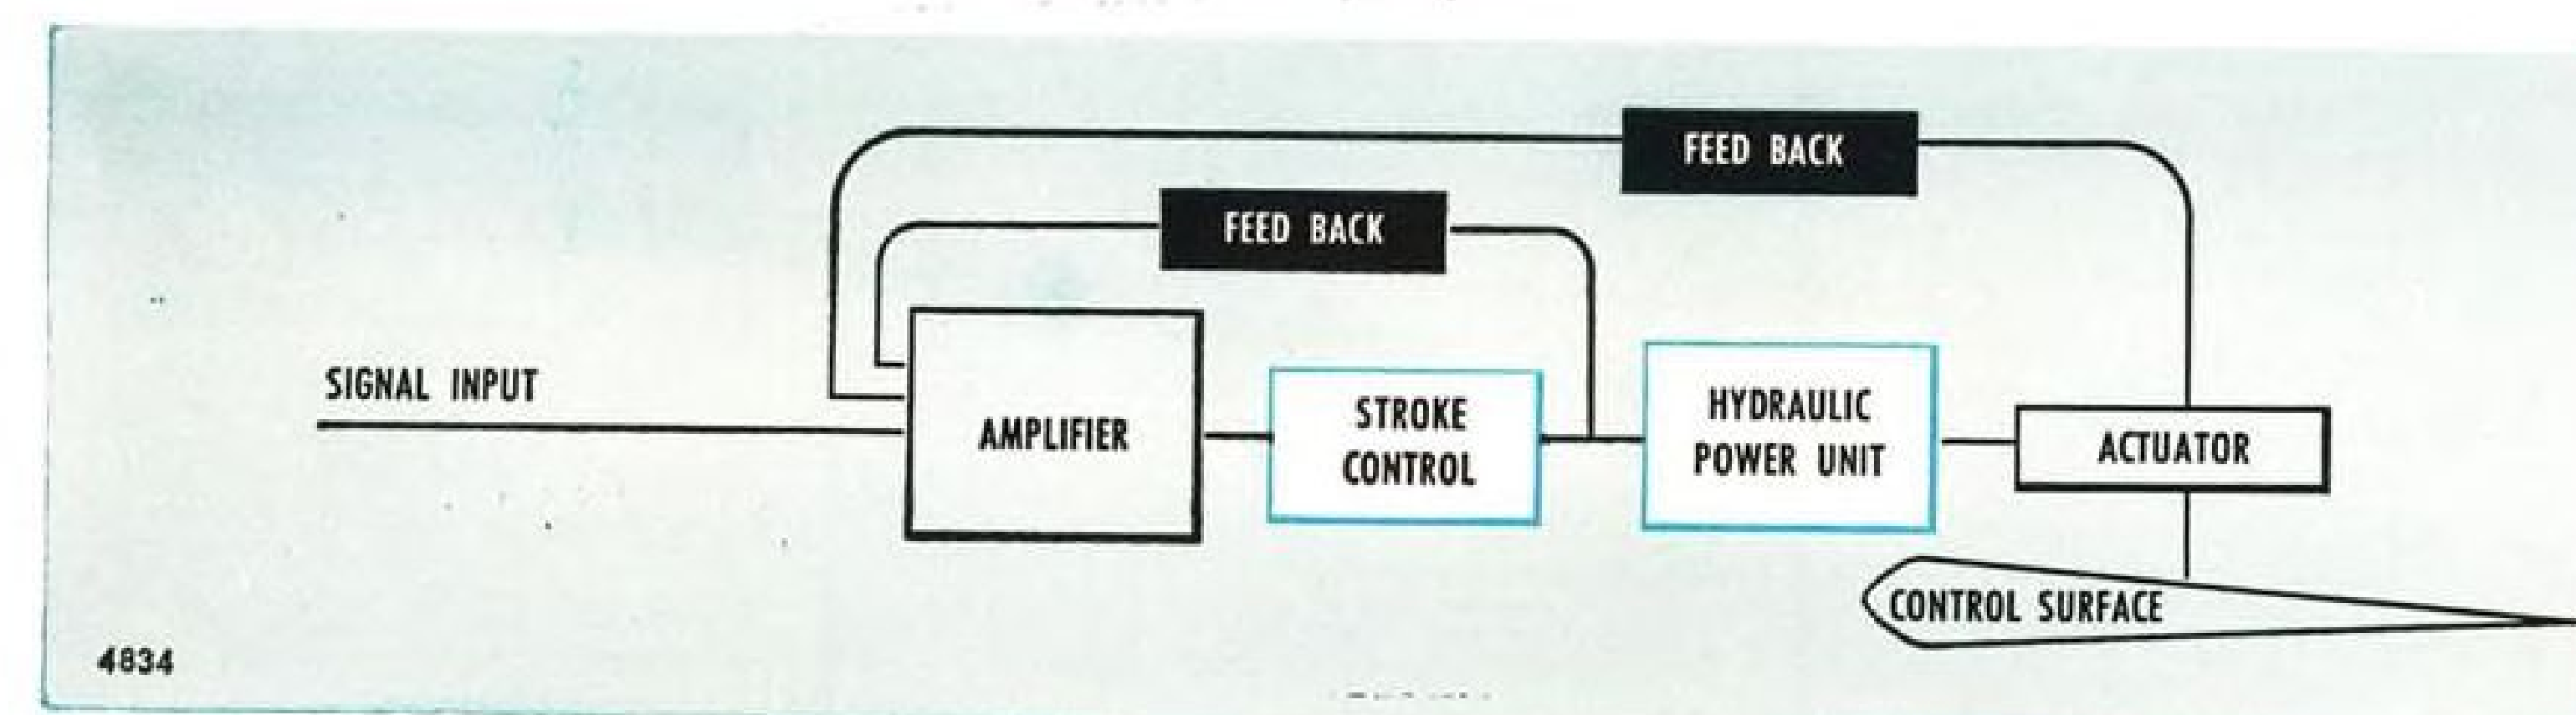 FEED BACK
FEED BACK
SIGNAL INPUT
AMPLIFIER
STROKE
CONTROL
HYDRAULIC
POWER UNIT
ACTUATOR
CONTROL SURFACE
4834